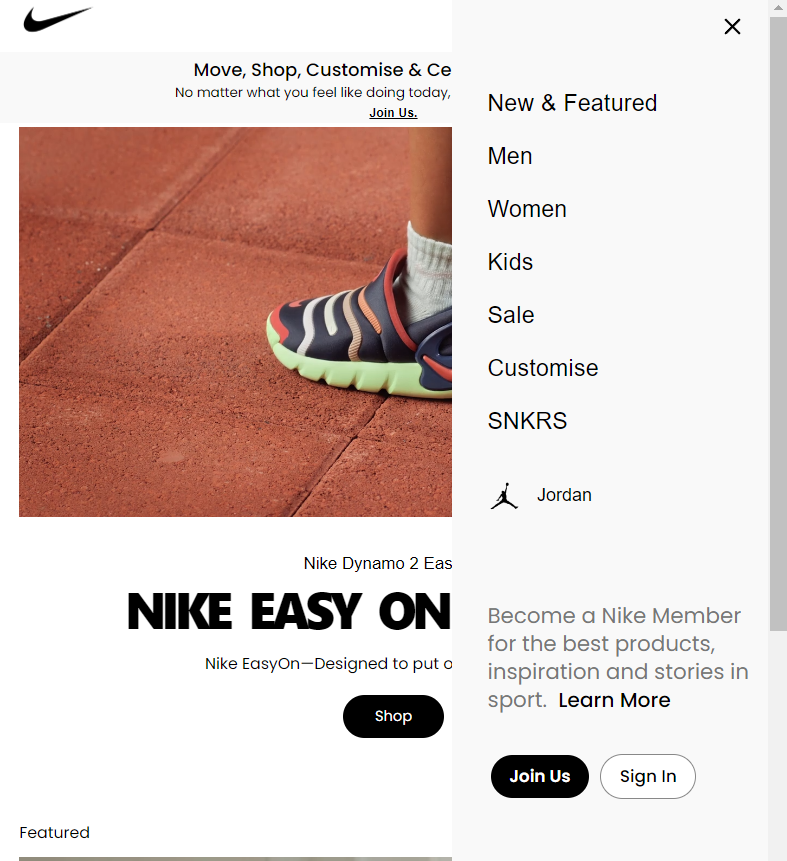 Move, Shop, Customise & Ce
No matter what you feel like doing today,
Join Us.
Nike Dynamo 2 Eas
NIKE EASY ON
Nike EasyOn—Designed to put o
Shop
Featured
New & Featured
Men
Women
Kids
Sale
Customise
SNKRS
Jordan
Become a Nike Member
for the best products,
inspiration and stories in
sport. Learn More
Join Us
Sign In